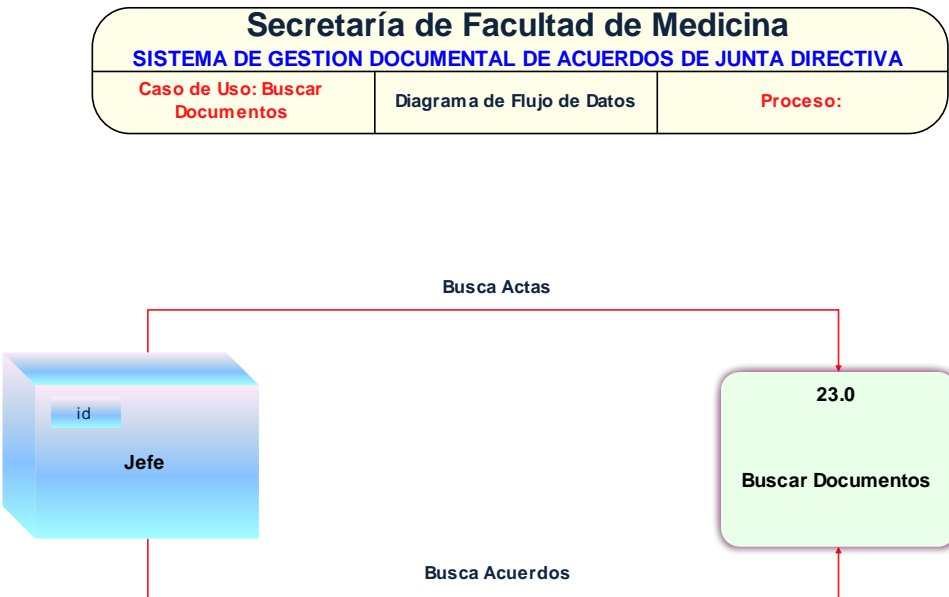 Secretaría de Facultad de Medicina
SISTEMA DE GESTION DOCUMENTAL DE ACUERDOS DE JUNTA DIRECTIVA
Caso de Uso: Buscar
Documentos
Diagrama de Flujo de Datos
Proceso:
Busca Actas
id
Jefe
23.0
Buscar Documentos
Busca Acuerdos